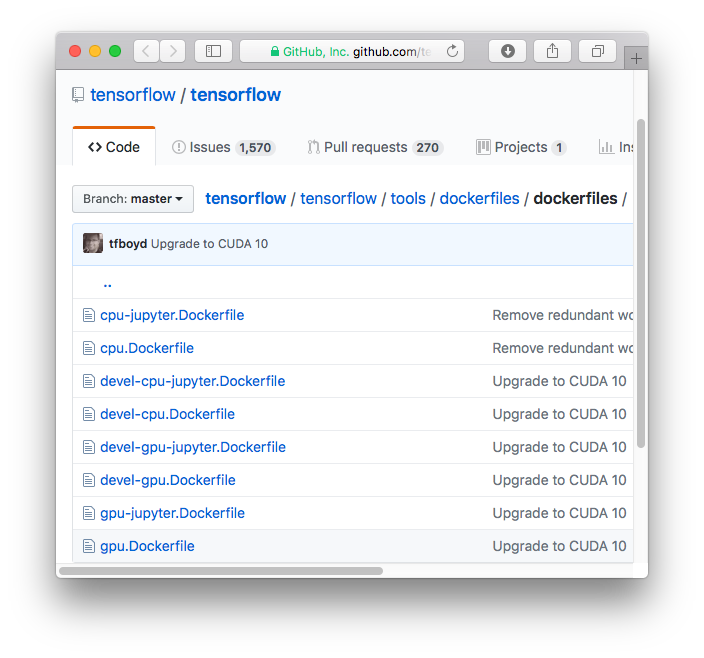 GitHub, Inc. github.com/te
tensorflow / tensorflow
<> Code Issues 1,570 Pull requests 270 Projects 1 Ins
Branch: master tensorflow / tensorflow / tools / dockerfiles / dockerfiles /
tfboyd Upgrade to CUDA 10
..
cpu-jupyter.Dockerfile Remove redundant wo
cpu.Dockerfile Remove redundant wo
devel-cpu-jupyter.Dockerfile Upgrade to CUDA 10
devel-cpu.Dockerfile Upgrade to CUDA 10
devel-gpu-jupyter.Dockerfile Upgrade to CUDA 10
devel-gpu.Dockerfile Upgrade to CUDA 10
gpu-jupyter.Dockerfile Upgrade to CUDA 10
gpu.Dockerfile Upgrade to CUDA 10